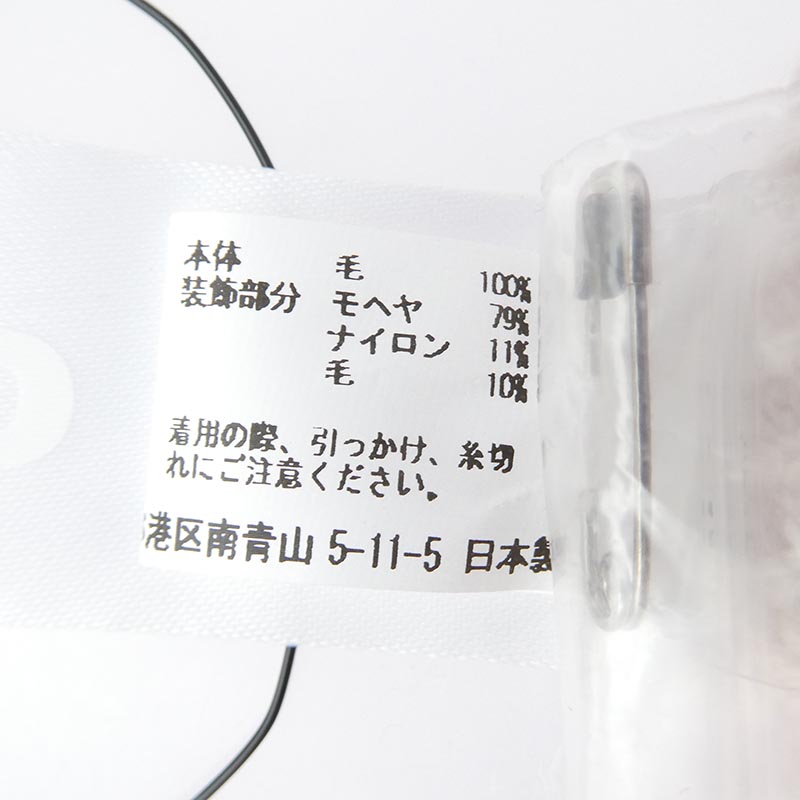 本体 毛 100%
装飾部分 モヘヤ 79%
ナイロン 11%
毛 10%
着用の際、引っかけ、糸切
れにご注意ください。
港区南青山 5-11-5 日本製